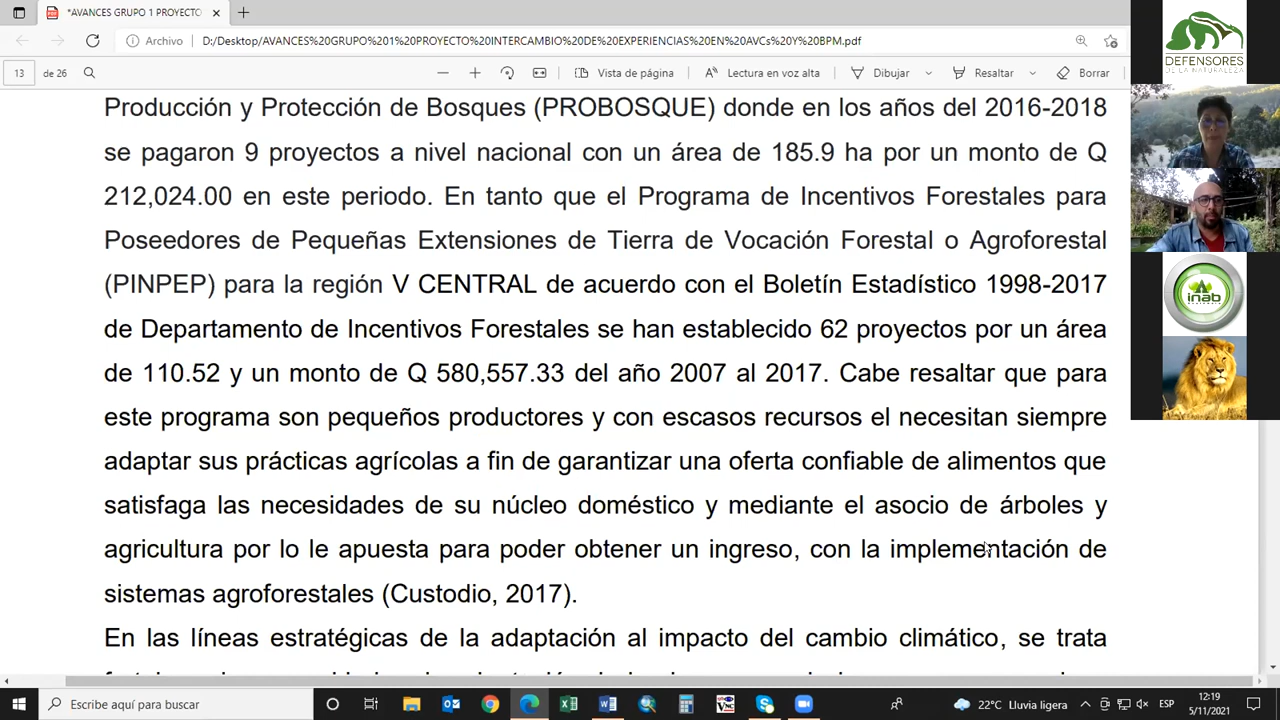 *AVANCES GRUPO 1 PROYECTO
Archivo
D:/Desktop/AVANCES%20GRUPO%201%20PROYECTO%20INTERCAMBIO%20DE%20EXPERIENCIAS%20EN%20AVCs%20Y%20BPM.pdf
13 de 26
Vista de página
Lectura en voz alta
Dibujar
Resaltar
Borrar
Producción y Protección de Bosques (PROBOSQUE) donde en los años del 2016-2018
se pagaron 9 proyectos a nivel nacional con un área de 185.9 ha por un monto de Q
212,024.00 en este periodo. En tanto que el Programa de Incentivos Forestales para
Poseedores de Pequeñas Extensiones de Tierra de Vocación Forestal o Agroforestal
(PINPEP) para la región V CENTRAL de acuerdo con el Boletín Estadístico 1998-2017
de Departamento de Incentivos Forestales se han establecido 62 proyectos por un área
de 110.52 y un monto de Q 580,557.33 del año 2007 al 2017. Cabe resaltar que para
este programa son pequeños productores y con escasos recursos el necesitan siempre
adaptar sus prácticas agrícolas a fin de garantizar una oferta confiable de alimentos que
satisfaga las necesidades de su núcleo doméstico y mediante el asocio de árboles y
agricultura por lo le apuesta para poder obtener un ingreso, con la implementación de
sistemas agroforestales (Custodio, 2017).
En las líneas estratégicas de la adaptación al impacto del cambio climático, se trata
DEFENSORES
DE LA NATURALEZA
inab
Escribe aquí para buscar
22°C Lluvia ligera
ESP
12:19
5/11/2021